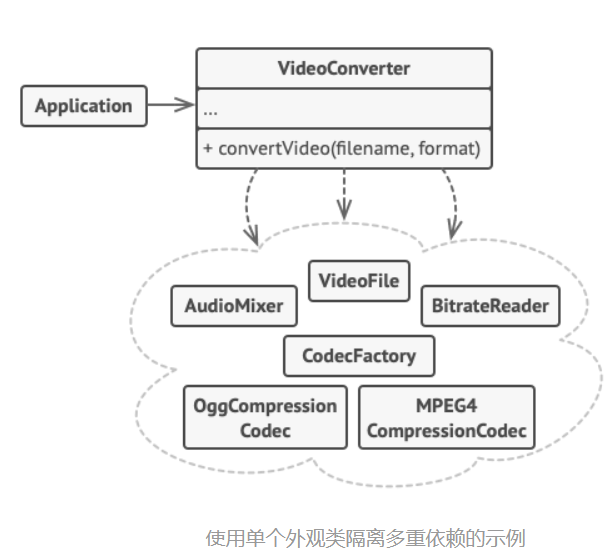 VideoConverter
Application
...
+ convertVideo(filename, format)
VideoFile
AudioMixer
BitrateReader
CodecFactory
OggCompression
Codec
MPEG4
CompressionCodec
使用单个外观类隔离多重依赖的示例